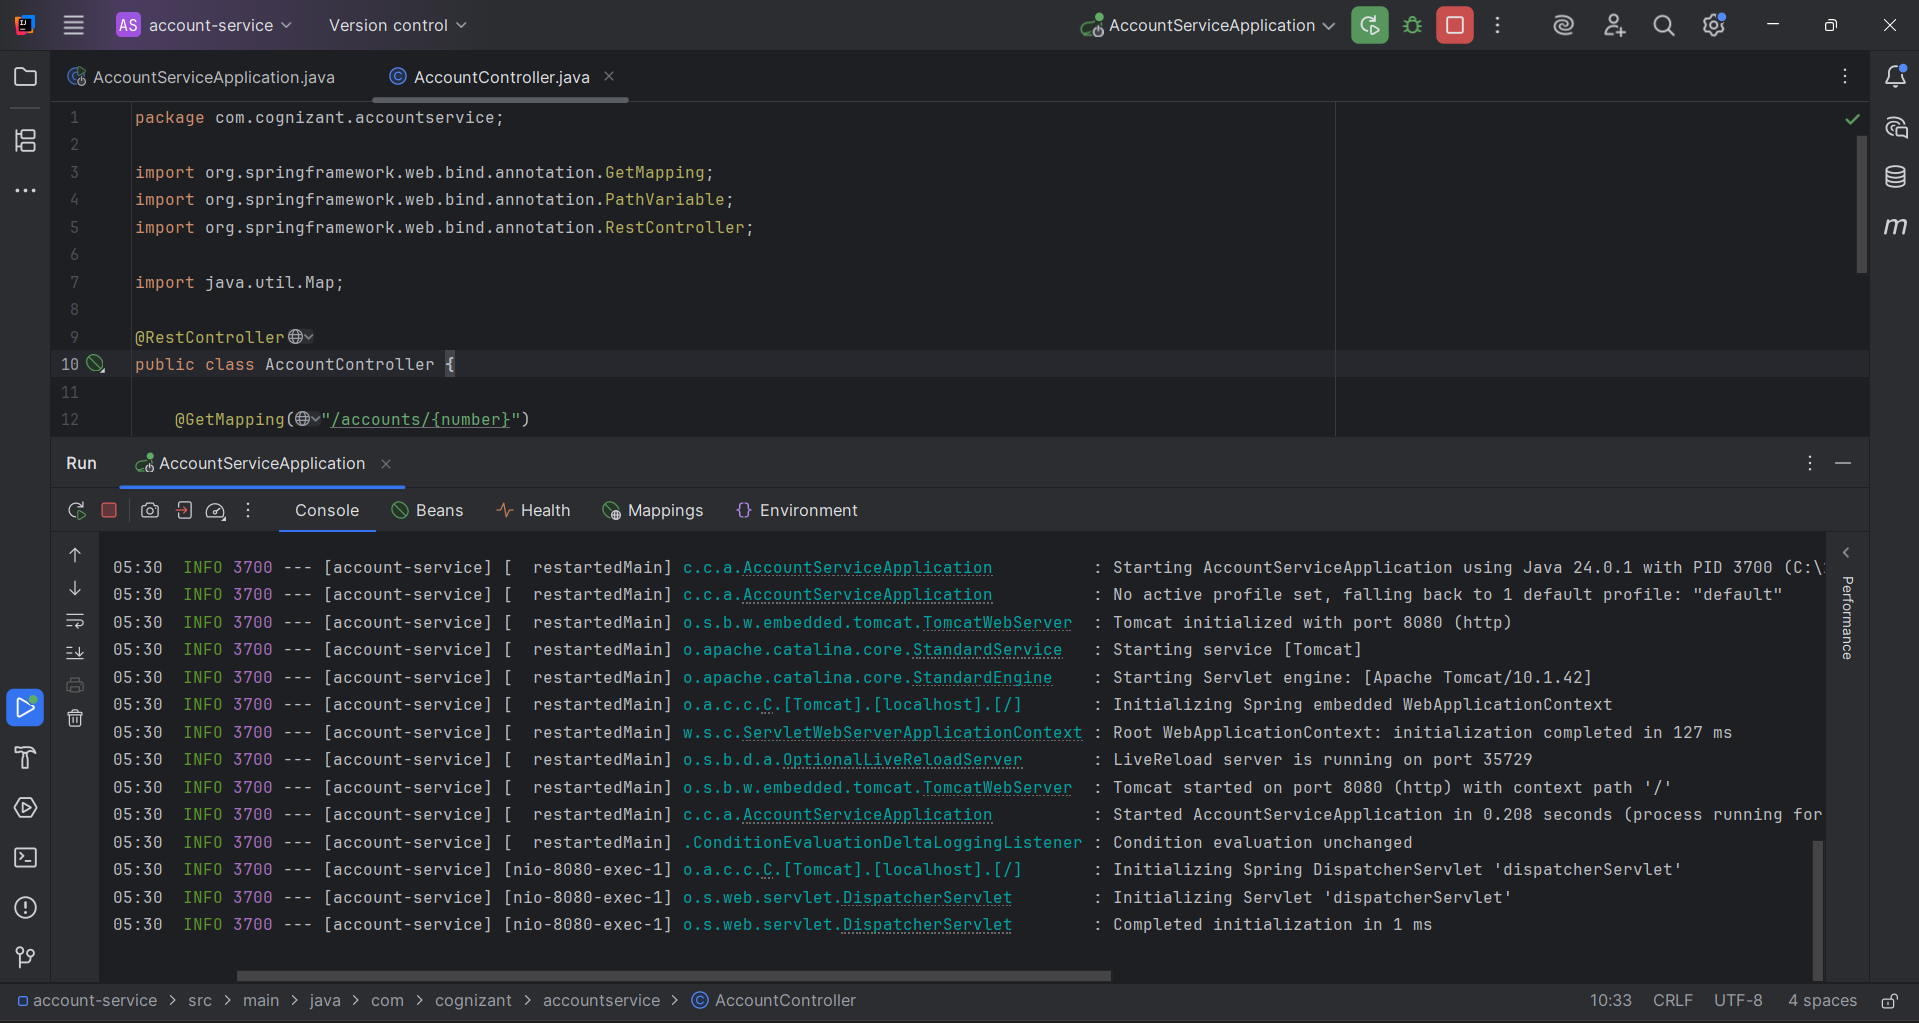 AS account-service Version control AccountServiceApplication
AccountServiceApplication.java AccountController.java
1 package com.cognizant.accountservice;
2
3 import org.springframework.web.bind.annotation.GetMapping;
4 import org.springframework.web.bind.annotation.PathVariable;
5 import org.springframework.web.bind.annotation.RestController;
6
7 import java.util.Map;
8
9 @RestController
10 public class AccountController {
11
12 @GetMapping("/accounts/{number}")
m
Run AccountServiceApplication
Console Beans Health Mappings Environment
05:30 INFO 3700 --- [account-service] [ restartedMain] c.c.a.AccountServiceApplication : Starting AccountServiceApplication using Java 24.0.1 with PID 3700 (C:\
05:30 INFO 3700 --- [account-service] [ restartedMain] c.c.a.AccountServiceApplication : No active profile set, falling back to 1 default profile: "default"
05:30 INFO 3700 --- [account-service] [ restartedMain] o.s.b.w.embedded.tomcat.TomcatWebServer : Tomcat initialized with port 8080 (http)
05:30 INFO 3700 --- [account-service] [ restartedMain] o.apache.catalina.core.StandardService : Starting service [Tomcat]
05:30 INFO 3700 --- [account-service] [ restartedMain] o.apache.catalina.core.StandardEngine : Starting Servlet engine: [Apache Tomcat/10.1.42]
05:30 INFO 3700 --- [account-service] [ restartedMain] o.a.c.c.C.[Tomcat].[localhost].[/] : Initializing Spring embedded WebApplicationContext
05:30 INFO 3700 --- [account-service] [ restartedMain] w.s.c.ServletWebServerApplicationContext : Root WebApplicationContext: initialization completed in 127 ms
05:30 INFO 3700 --- [account-service] [ restartedMain] o.s.b.d.a.OptionalLiveReloadServer : LiveReload server is running on port 35729
05:30 INFO 3700 --- [account-service] [ restartedMain] o.s.b.w.embedded.tomcat.TomcatWebServer : Tomcat started on port 8080 (http) with context path '/'
05:30 INFO 3700 --- [account-service] [ restartedMain] c.c.a.AccountServiceApplication : Started AccountServiceApplication in 0.208 seconds (process running for
05:30 INFO 3700 --- [account-service] [ restartedMain] .ConditionEvaluationDeltaLoggingListener : Condition evaluation unchanged
05:30 INFO 3700 --- [account-service] [nio-8080-exec-1] o.a.c.c.C.[Tomcat].[localhost].[/] : Initializing Spring DispatcherServlet 'dispatcherServlet'
05:30 INFO 3700 --- [account-service] [nio-8080-exec-1] o.s.web.servlet.DispatcherServlet : Initializing Servlet 'dispatcherServlet'
05:30 INFO 3700 --- [account-service] [nio-8080-exec-1] o.s.web.servlet.DispatcherServlet : Completed initialization in 1 ms
Performance
account-service > src > main > java > com > cognizant > accountservice > AccountController 10:33 CRLF UTF-8 4 spaces